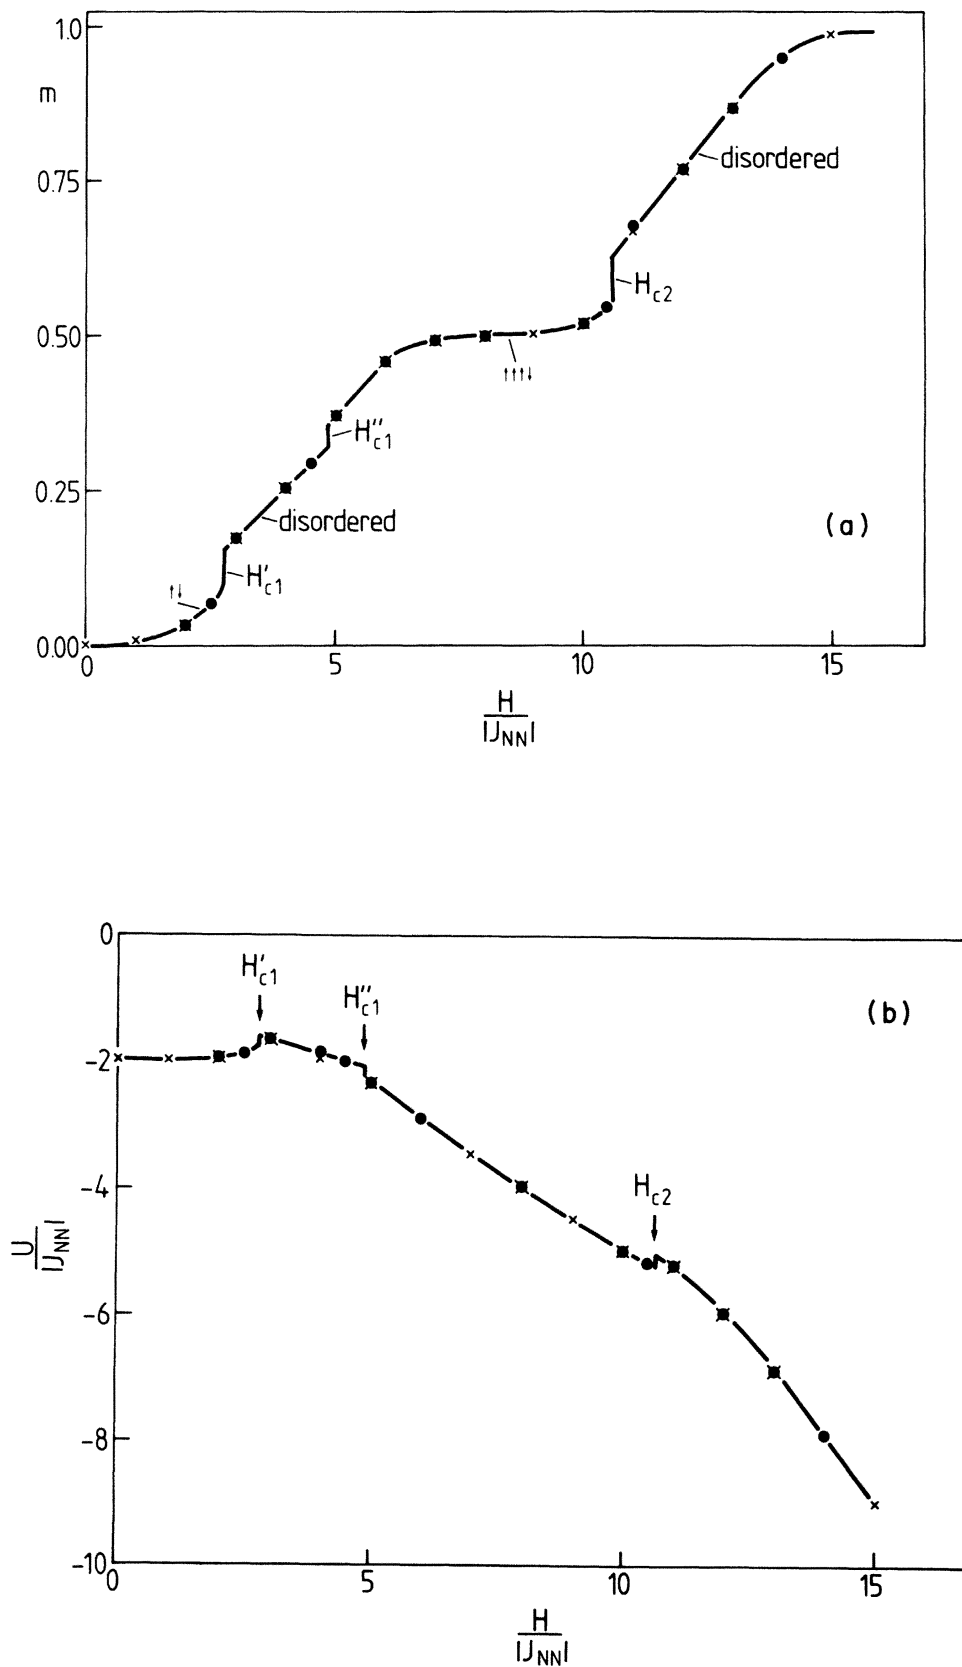 1.0
m
disordered
0.75
H_c2
0.50
↑↑↑↓
H''_c1
0.25
disordered
(a)
↑↓
H'_c1
0.00
0 5 10 15
H
|J_NN|
0
H'_c1
H''_c1
(b)
-2
-4
H_c2
U
|J_NN|
-6
-8
-10
0 5 10 15
H
|J_NN|